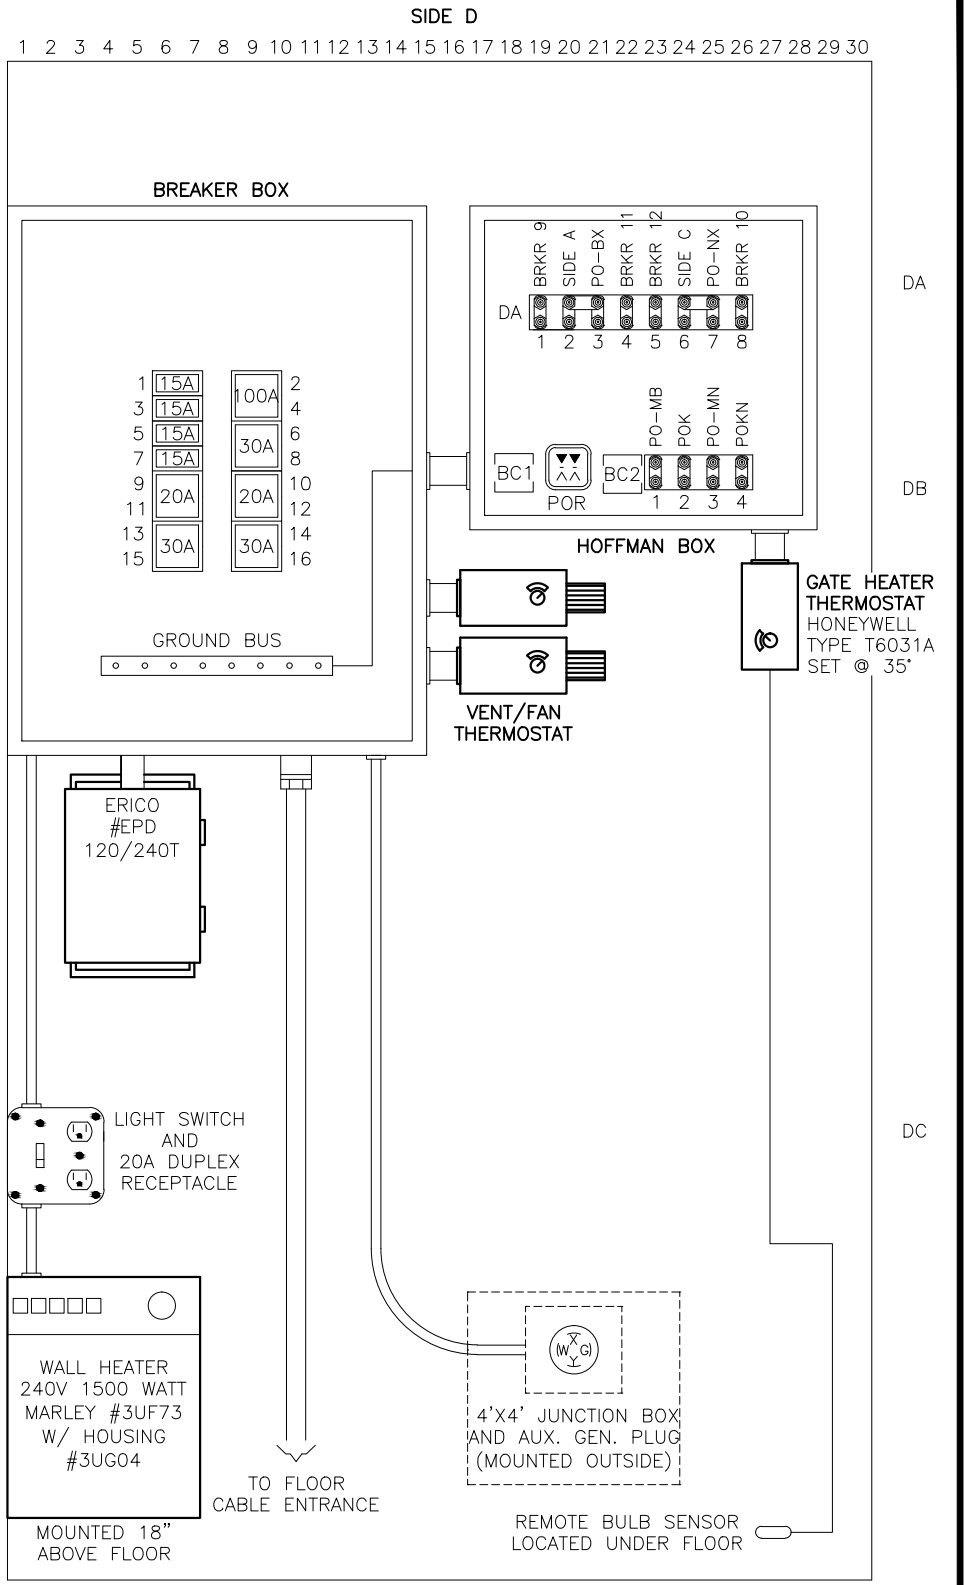 SIDE D
1 2 3 4 5 6 7 8 9 10 11 12 13 14 15 16 17 18 19 20 21 22 23 24 25 26 27 28 29 30
BREAKER BOX
BRKR 9
SIDE A
PO-BX
BRKR 11
BRKR 12
SIDE C
PO-NX
BRKR 10
DA
DA
1 2 3 4 5 6 7 8
1 15A
3 15A
5 15A
7 15A
9
11
20A
13
15
30A
100A
2
4
30A
6
8
20A
10
12
30A
14
16
PO-MB
POK
PO-MN
POKN
BC1
POR
BC2
1 2 3 4
DB
HOFFMAN BOX
GATE HEATER
THERMOSTAT
HONEYWELL
TYPE T6031A
SET @ 35°
GROUND BUS
VENT/FAN
THERMOSTAT
ERICO
#EPD
120/240T
LIGHT SWITCH
AND
20A DUPLEX
RECEPTACLE
DC
WALL HEATER
240V 1500 WATT
MARLEY #3UF73
W/ HOUSING
#3UG04
MOUNTED 18"
ABOVE FLOOR
TO FLOOR
CABLE ENTRANCE
X
W G
Y
4'X4' JUNCTION BOX
AND AUX. GEN. PLUG
(MOUNTED OUTSIDE)
REMOTE BULB SENSOR
LOCATED UNDER FLOOR